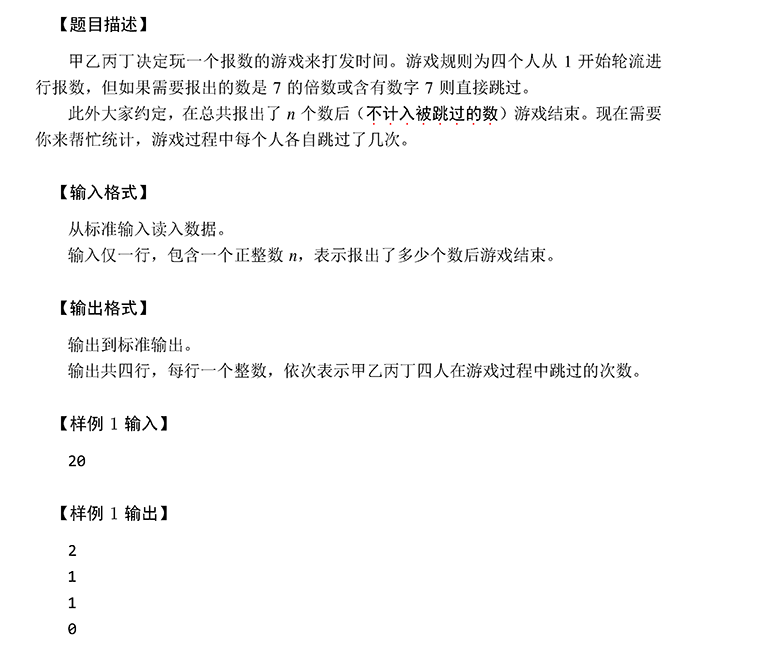 【题目描述】
甲乙丙丁决定玩一个报数的游戏来打发时间。游戏规则为四个人从 1 开始轮流进
行报数，但如果需要报出的数是 7 的倍数或含有数字 7 则直接跳过。
此外大家约定，在总共报出了 n 个数后（不计入被跳过的数）游戏结束。现在需要
你来帮忙统计，游戏过程中每个人各自跳过了几次。
【输入格式】
从标准输入读入数据。
输入仅一行，包含一个正整数 n，表示报出了多少个数后游戏结束。
【输出格式】
输出到标准输出。
输出共四行，每行一个整数，依次表示甲乙丙丁四人在游戏过程中跳过的次数。
【样例 1 输入】
20
【样例 1 输出】
2
1
1
0